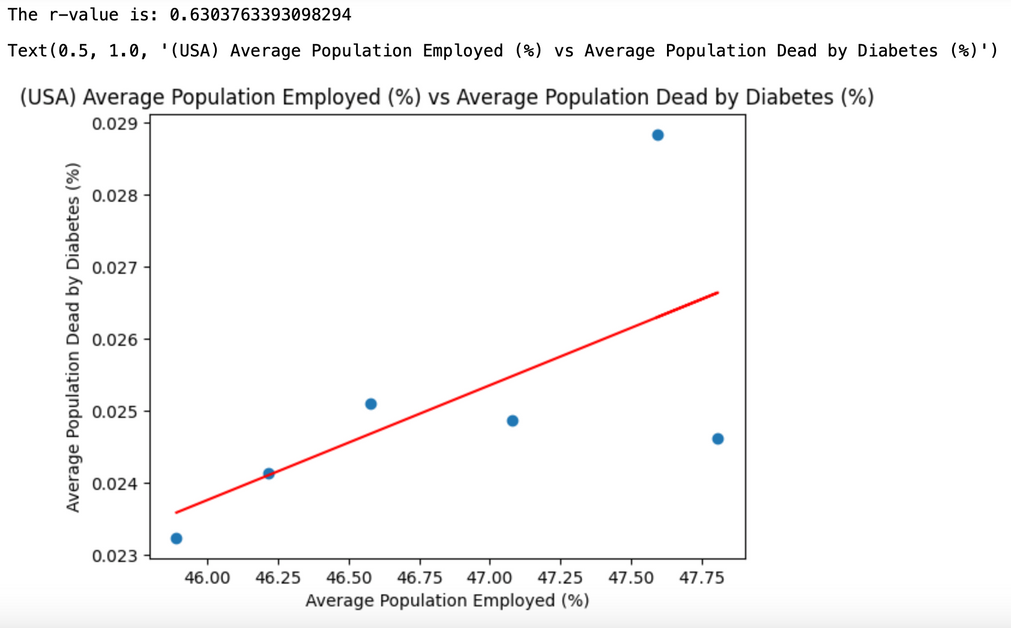 The r-value is: 0.6303763393098294
Text(0.5, 1.0, '(USA) Average Population Employed (%) vs Average Population Dead by Diabetes (%)')
(USA) Average Population Employed (%) vs Average Population Dead by Diabetes (%)
Average Population Dead by Diabetes (%)
0.029
0.028
0.027
0.026
0.025
0.024
0.023
46.00 46.25 46.50 46.75 47.00 47.25 47.50 47.75
Average Population Employed (%)